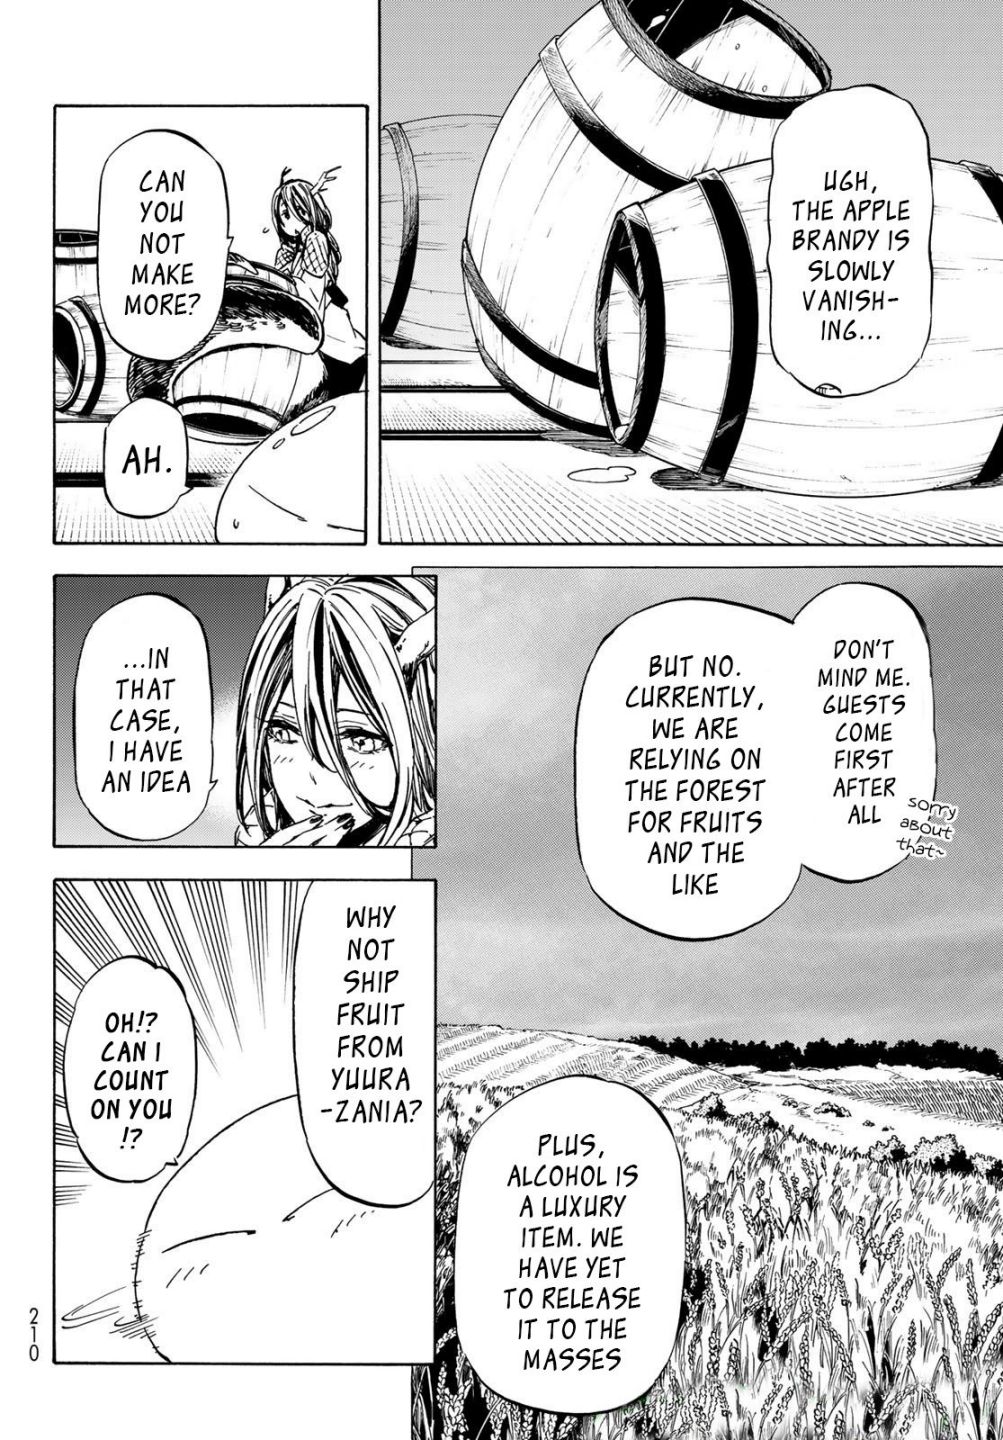 UGH,
THE APPLE
BRANDY IS
SLOWLY
VANISH-
ING...
CAN
YOU
NOT
MAKE
MORE?
AH.
DON'T
MIND ME.
GUESTS
COME
FIRST
AFTER
ALL
sorry
about
that~
BUT NO.
CURRENTLY,
WE ARE
RELYING ON
THE FOREST
FOR FRUITS
AND THE
LIKE
PLUS,
ALCOHOL IS
A LUXURY
ITEM. WE
HAVE YET
TO RELEASE
IT TO THE
MASSES
...IN
THAT
CASE,
I HAVE
AN IDEA
WHY
NOT
SHIP
FRUIT
FROM
YUURA
-ZANIA?
OH!?
CAN I
COUNT
ON YOU
!?
210